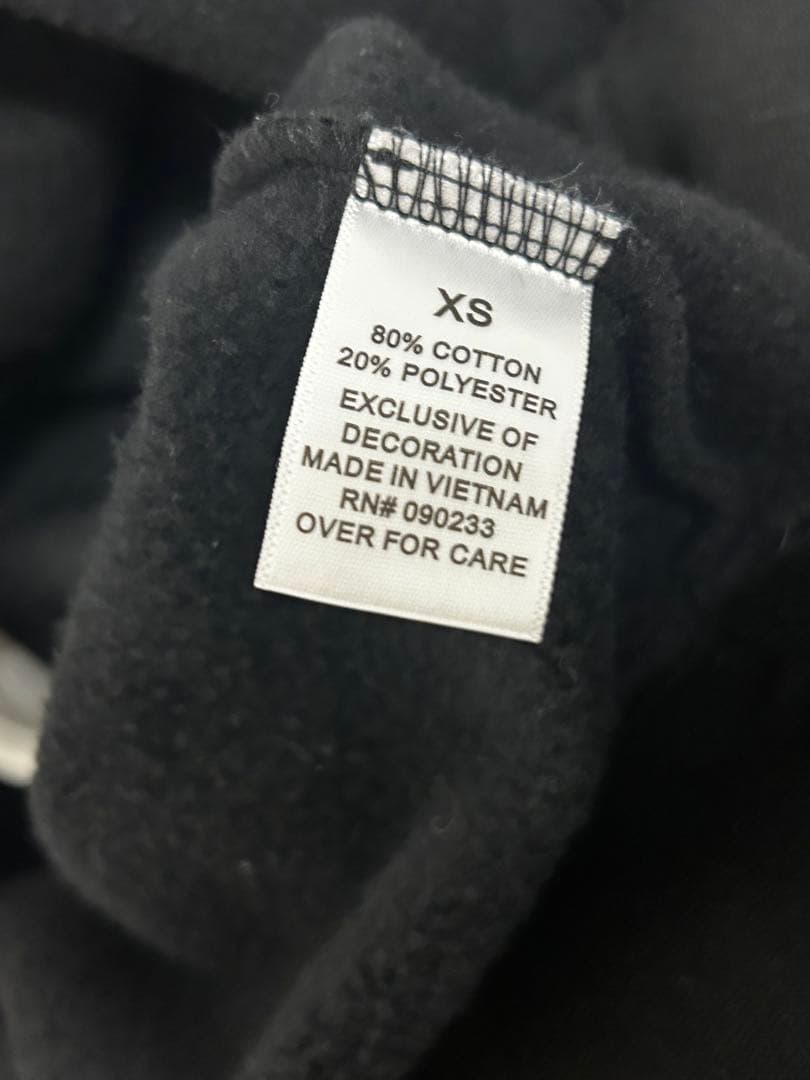 XS
80% COTTON
20% POLYESTER
EXCLUSIVE OF
DECORATION
MADE IN VIETNAM
RN# 090233
OVER FOR CARE